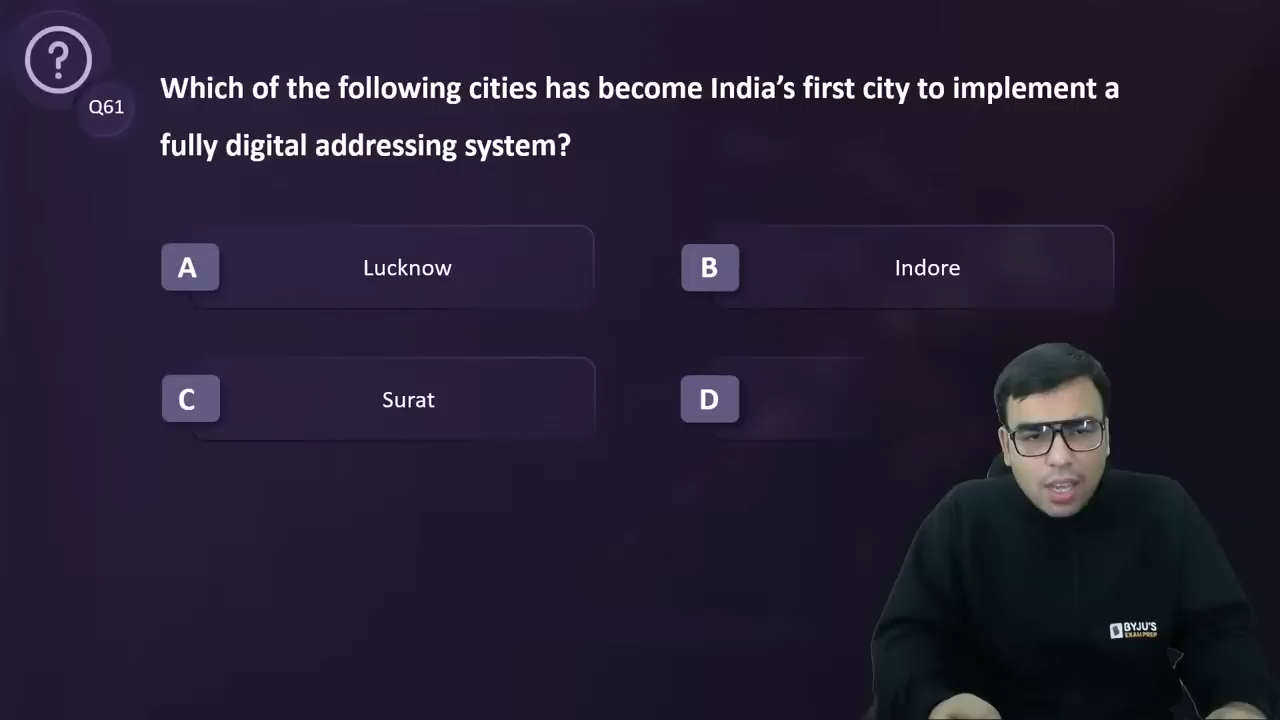 Q61
Which of the following cities has become India’s first city to implement a
fully digital addressing system?
A
Lucknow
B
Indore
C
Surat
D
BYJU'S
EXAM PREP